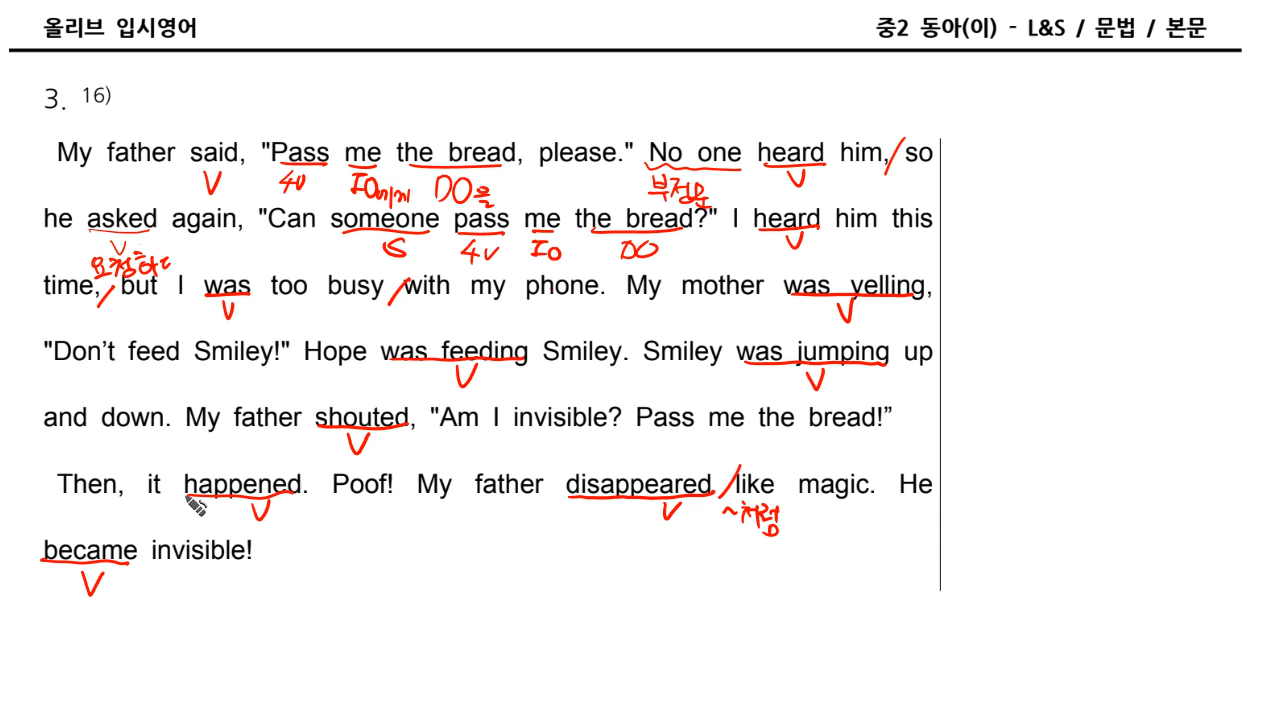 올리브 입시영어 중2 동아(이) - L&S / 문법 / 본문
3. 16)
My father said, "Pass me the bread, please." No one heard him, so
V 4V IO에게 DO을 부정문 V
he asked again, "Can someone pass me the bread?" I heard him this
V 요청하다 S 4V IO DO V
time, but I was too busy with my phone. My mother was yelling,
V V
"Don't feed Smiley!" Hope was feeding Smiley. Smiley was jumping up
V V
and down. My father shouted, "Am I invisible? Pass me the bread!"
V
Then, it happened. Poof! My father disappeared like magic. He
V V ~처럼
became invisible!
V